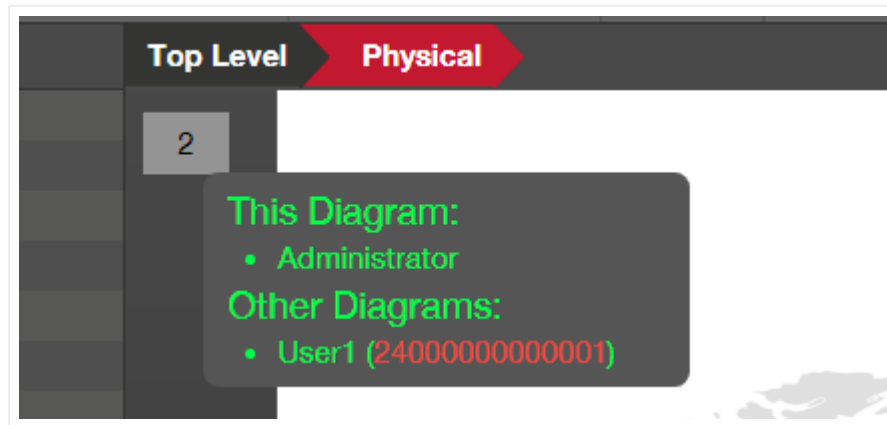 Top Level Physical
2
This Diagram:
• Administrator
Other Diagrams:
• User1 (24000000000001)